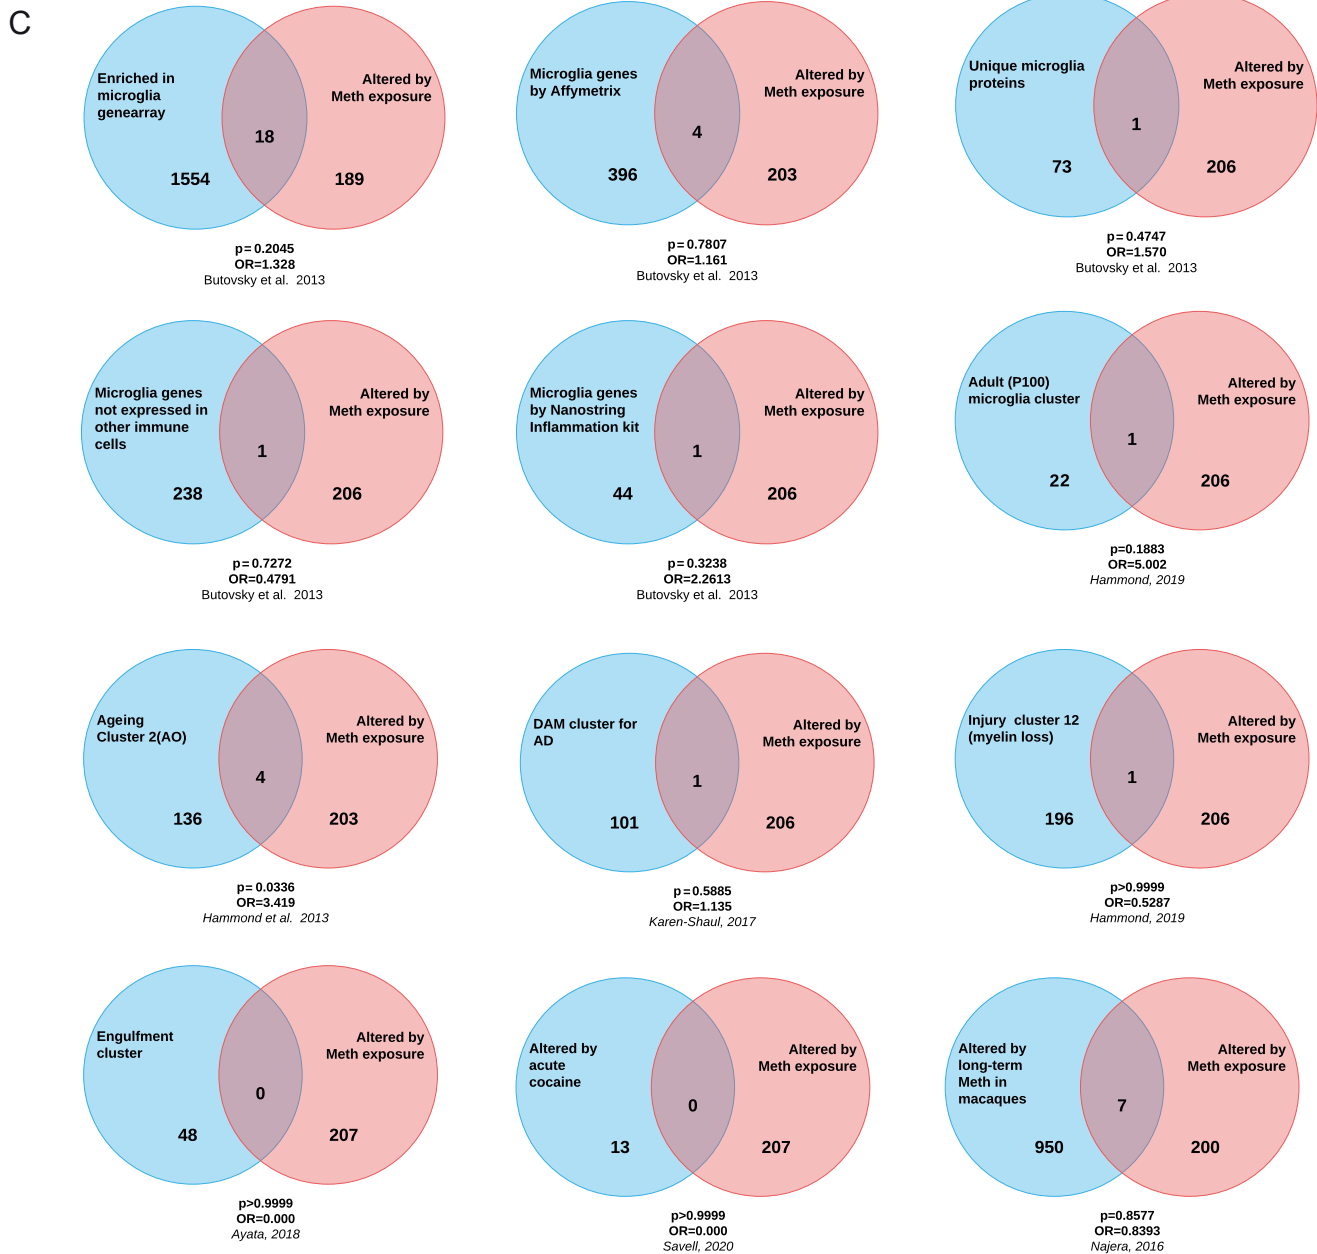 C
Enriched in
microglia
genearray
Altered by
Meth exposure
18
1554
189
p=0.2045
OR=1.328
Butovsky et al. 2013
Microglia genes
by Affymetrix
Altered by
Meth exposure
4
396
203
p=0.7807
OR=1.161
Butovsky et al. 2013
Unique microglia
proteins
Altered by
Meth exposure
1
73
206
p=0.4747
OR=1.570
Butovsky et al. 2013
Microglia genes
not expressed in
other immune
cells
Altered by
Meth exposure
1
238
206
p=0.7272
OR=0.4791
Butovsky et al. 2013
Microglia genes
by Nanostring
Inflammation kit
Altered by
Meth exposure
1
44
206
p=0.3238
OR=2.2613
Butovsky et al. 2013
Adult (P100)
microglia cluster
Altered by
Meth exposure
1
22
206
p=0.1883
OR=5.002
Hammond, 2019
Ageing
Cluster 2(AO)
Altered by
Meth exposure
4
136
203
p=0.0336
OR=3.419
Hammond et al. 2013
DAM cluster for
AD
Altered by
Meth exposure
1
101
206
p=0.5885
OR=1.135
Karen-Shaul, 2017
Injury cluster 12
(myelin loss)
Altered by
Meth exposure
1
196
206
p>0.9999
OR=0.5287
Hammond, 2019
Engulfment
cluster
Altered by
Meth exposure
0
48
207
p>0.9999
OR=0.000
Ayata, 2018
Altered by
acute
cocaine
Altered by
Meth exposure
0
13
207
p>0.9999
OR=0.000
Savell, 2020
Altered by
long-term
Meth in
macaques
Altered by
Meth exposure
7
950
200
p=0.8577
OR=0.8393
Najera, 2016